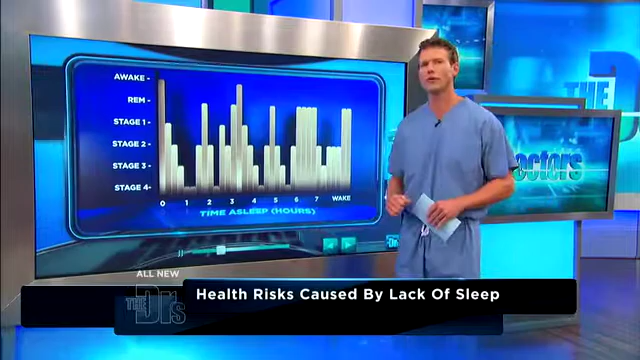 AWAKE -
REM -
STAGE 1 -
STAGE 2 -
STAGE 3 -
STAGE 4-
0 1 2 3 4 5 6 7 WAKE
TIME ASLEEP (HOURS)
THE
Doctors
ALL NEW
THE DRs
Health Risks Caused By Lack Of Sleep